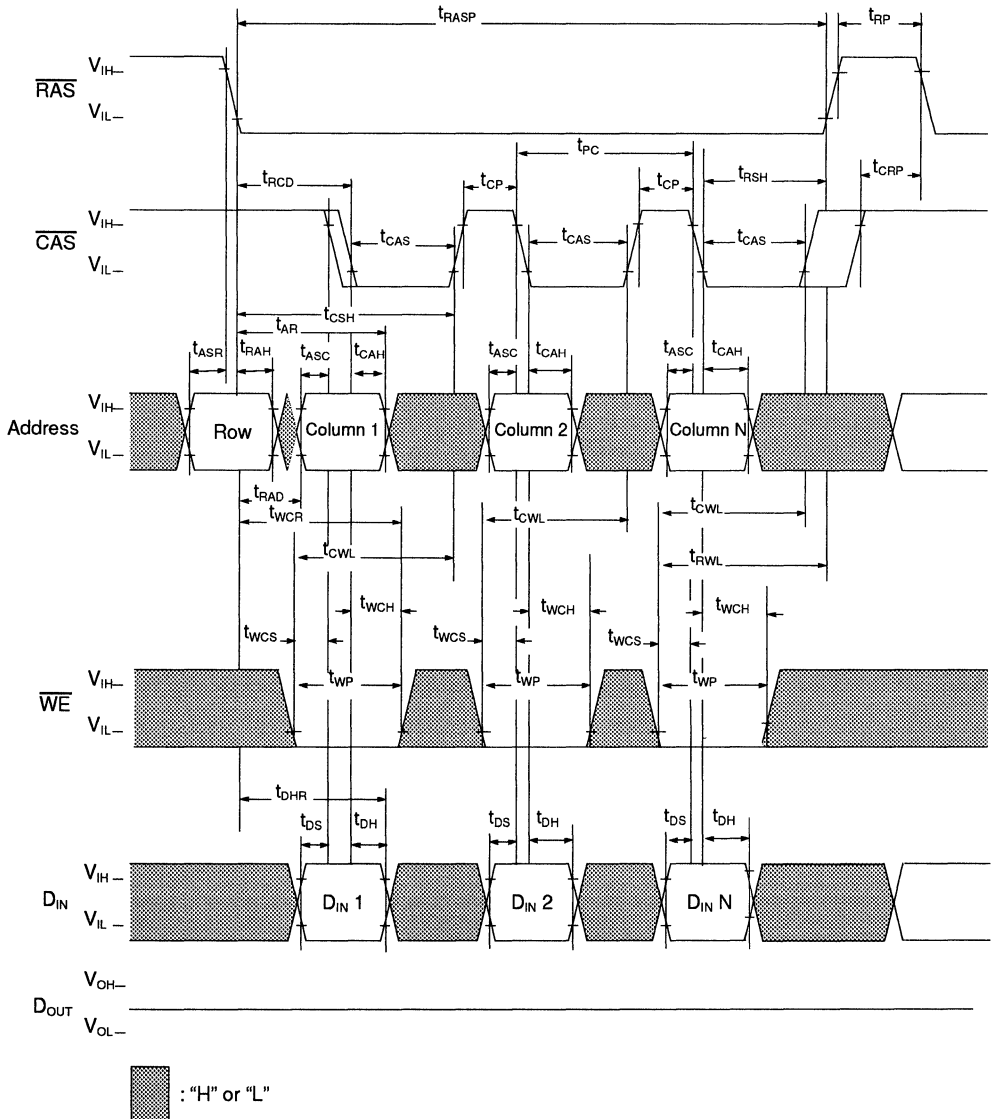 tRASP
tRP
RAS
VIH
VIL
tPC
tRCD
tCP
tCP
tRSH
tCRP
CAS
VIH
VIL
tCAS
tCAS
tCAS
tCSH
tAR
tASR
tRAH
tASC
tCAH
tASC
tCAH
tASC
tCAH
Address
VIH
VIL
Row
Column 1
Column 2
Column N
tRAD
tWCR
tCWL
tCWL
tCWL
tRWL
tWCH
tWCH
tWCH
tWCS
tWCS
tWCS
WE
VIH
VIL
tWP
tWP
tWP
tDHR
tDS
tDH
tDS
tDH
tDS
tDH
DIN
VIH
VIL
DIN 1
DIN 2
DIN N
DOUT
VOH
VOL
: “H” or “L”